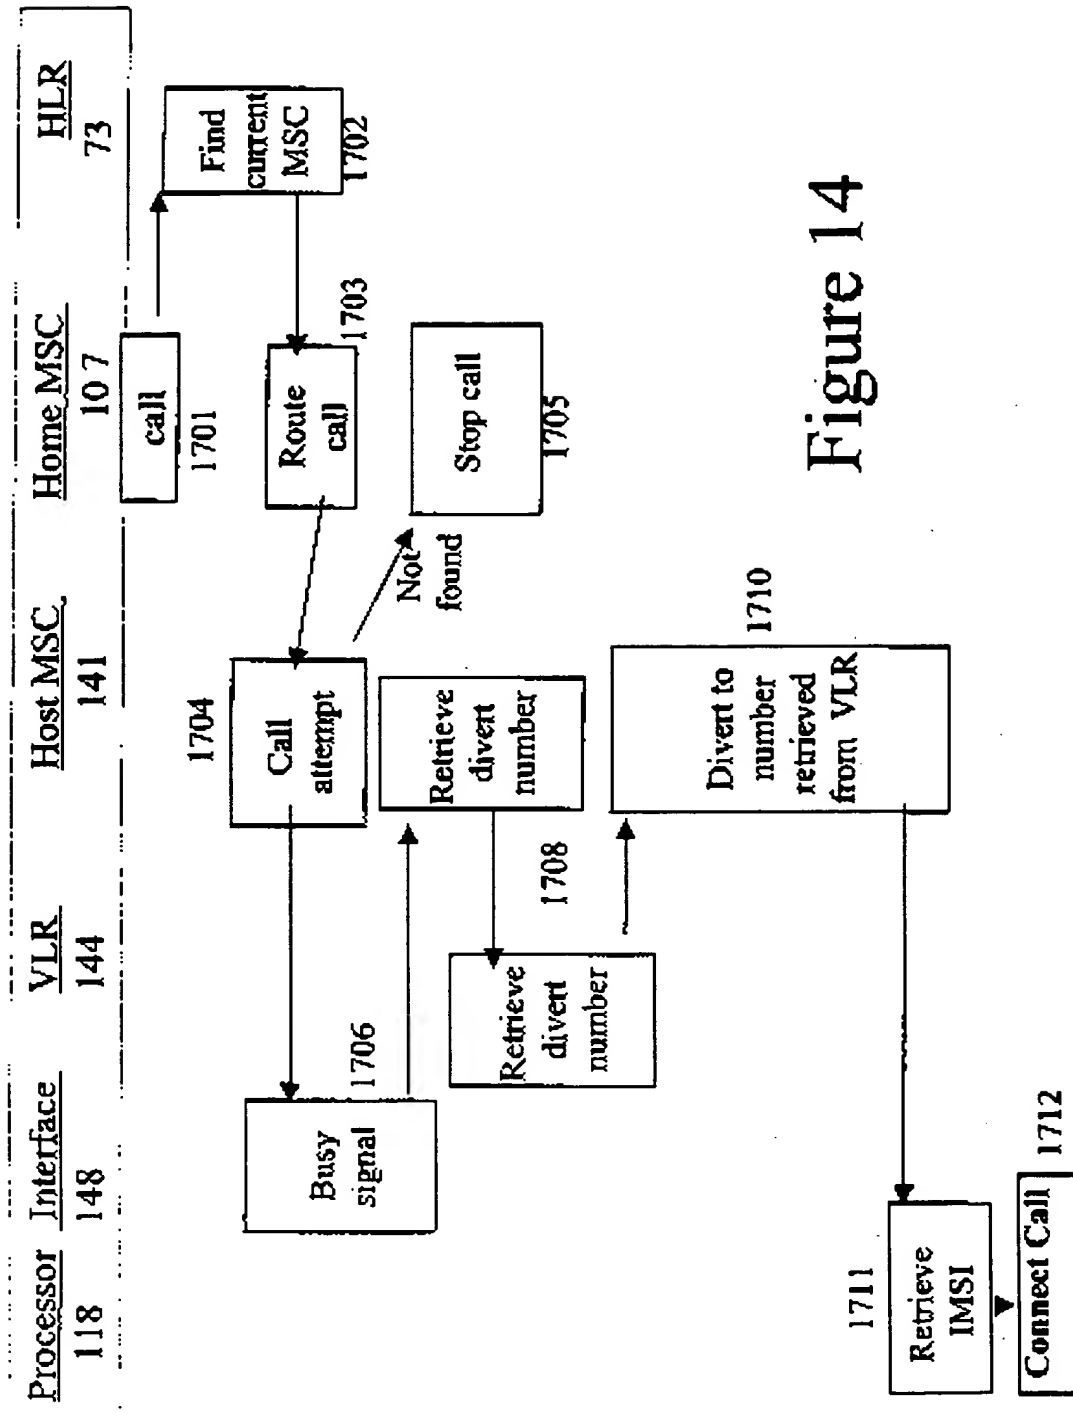 Processor Interface VLR Host MSC Home MSC HLR
118 148 144 141 107 73
call
1701
Find
current
MSC
1702
Route
call
1703
1704
Call
attempt
Not
found
Stop call
1705
Busy
signal
1706
Retrieve
divert
number
1708
Retrieve
divert
number
Divert to
number
retrieved
from VLR
1710
1711
Retrieve
IMSI
Connect Call
1712
Figure 14